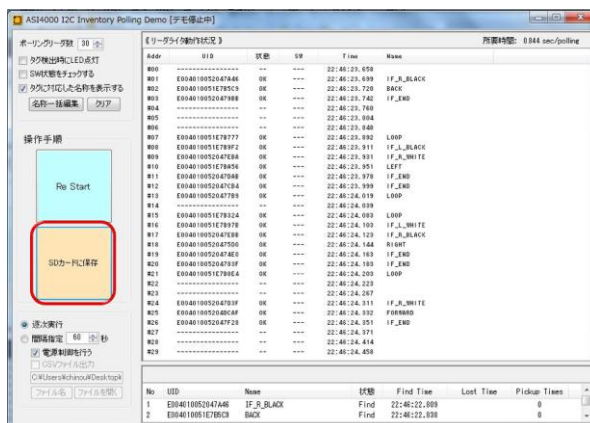 ASI4000 I2C Inventory Polling Demo [デモ停止中]
ポーリングリーダ数 30
タグ検出時にLED点灯
SW状態をチェックする
タグに対応した名称を表示する
名称一括編集 クリア
操作手順
Re Start
SDカードに保存
逐次実行
間隔指定 60 秒
電源制御を行う
CSVファイル出力
C:¥Users¥chinou¥Desktop¥
ファイル名 ファイルを開く
《リーダライタ動作状況》 所要時間: 0.844 sec/polling
Addr UID 状態 SW Time Name
#00 ---------------- -- --- 22:46:23.650
#01 E004010052047A46 OK --- 22:46:23.699 IF_R_BLACK
#02 E004010051E7B5C9 OK --- 22:46:23.720 BACK
#03 E00401005204798B OK --- 22:46:23.742 IF_END
#04 ---------------- -- --- 22:46:23.760
#05 ---------------- -- --- 22:46:23.804
#06 ---------------- -- --- 22:46:23.848
#07 E004010051E7B777 OK --- 22:46:23.892 LOOP
#08 E004010051E7B9F2 OK --- 22:46:23.911 IF_L_BLACK
#09 E004010052047EBA OK --- 22:46:23.931 IF_R_WHITE
#10 E004010051E7BA56 OK --- 22:46:23.951 LEFT
#11 E004010052047DAB OK --- 22:46:23.978 IF_END
#12 E004010052047CB4 OK --- 22:46:23.999 IF_END
#13 E0040100520477B9 OK --- 22:46:24.019 LOOP
#14 ---------------- -- --- 22:46:24.039
#15 E004010051E7B324 OK --- 22:46:24.083 LOOP
#16 E004010051E7B97B OK --- 22:46:24.103 IF_L_WHITE
#17 E004010052047EBB OK --- 22:46:24.123 IF_R_BLACK
#18 E0040100520475D0 OK --- 22:46:24.144 RIGHT
#19 E0040100520474E0 OK --- 22:46:24.163 IF_END
#20 E00401005204783F OK --- 22:46:24.183 IF_END
#21 E004010051E7B0E4 OK --- 22:46:24.203 LOOP
#22 ---------------- -- --- 22:46:24.223
#23 ---------------- -- --- 22:46:24.267
#24 E004010052047D3F OK --- 22:46:24.311 IF_R_WHITE
#25 E00401005204BCAF OK --- 22:46:24.332 FORWARD
#26 E004010052047F28 OK --- 22:46:24.351 IF_END
#27 ---------------- -- --- 22:46:24.371
#28 ---------------- -- --- 22:46:24.414
#29 ---------------- -- --- 22:46:24.458
No UID Name 状態 Find Time Lost Time Pickup Times
1 E004010052047A46 IF_R_BLACK Find 22:46:22.809 0
2 E004010051E7B5C9 BACK Find 22:46:22.830 0